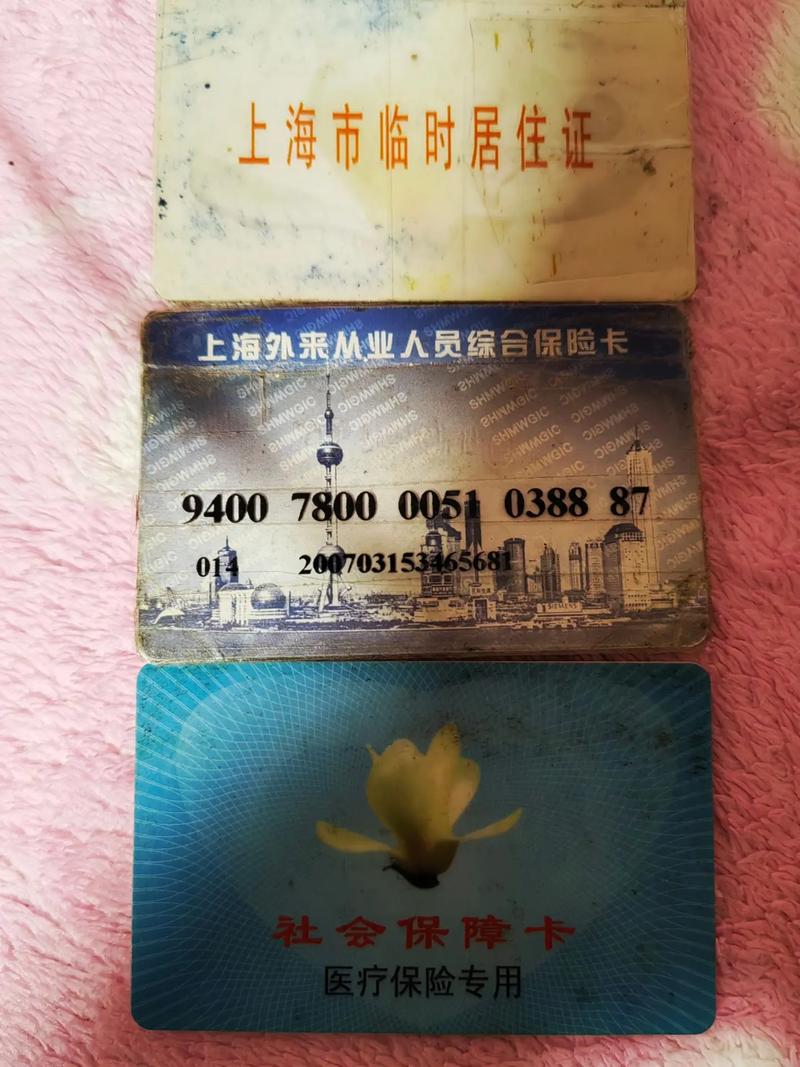 上海市临时居住证
上海外来从业人员综合保险卡
9400 7800 0051 0388 87
014 200703153465681
SIEMENS
社会保障卡
医疗保险专用